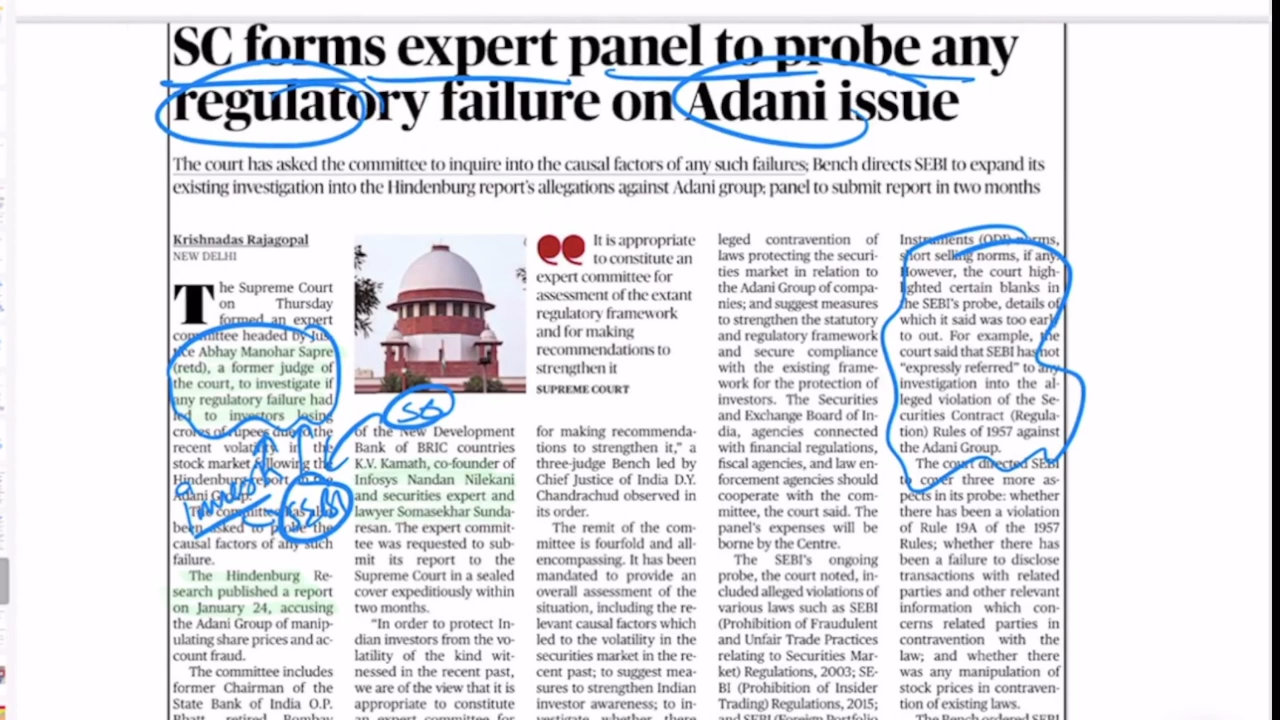 SC forms expert panel to probe any
regulatory failure on Adani issue
The court has asked the committee to inquire into the causal factors of any such failures; Bench directs SEBI to expand its
existing investigation into the Hindenburg report's allegations against Adani group; panel to submit report in two months
Krishnadas Rajagopal
NEW DELHI
The Supreme Court
on Thursday
formed an expert
committee headed by Jus-
tice Abhay Manohar Sapre
(retd), a former judge of
the court, to investigate if
any regulatory failure had
led to investors losing
crores of rupees due to the
recent volatility in the
stock market following the
Hindenburg report on the
Adani Group.
The committee has also
been asked to probe the
causal factors of any such
failure.
The Hindenburg Re-
search published a report
on January 24, accusing
the Adani Group of manip-
ulating share prices and ac-
count fraud.
The committee includes
former Chairman of the
State Bank of India O.P.
Bhatt, retired Bombay
SEBI
of the New Development
Bank of BRIC countries
K.V. Kamath, co-founder of
Infosys Nandan Nilekani
and securities expert and
lawyer Somasekhar Sunda-
resan. The expert commit-
tee was requested to sub-
mit its report to the
Supreme Court in a sealed
cover expeditiously within
two months.
"In order to protect In-
dian investors from the vo-
latility of the kind wit-
nessed in the recent past,
we are of the view that it is
appropriate to constitute
an expert committee for
It is appropriate
to constitute an
expert committee for
assessment of the extant
regulatory framework
and for making
recommendations to
strengthen it
SUPREME COURT
for making recommenda-
tions to strengthen it," a
three-judge Bench led by
Chief Justice of India D.Y.
Chandrachud observed in
its order.
The remit of the com-
mittee is fourfold and all-
encompassing. It has been
mandated to provide an
overall assessment of the
situation, including the re-
levant causal factors which
led to the volatility in the
securities market in the re-
cent past; to suggest mea-
sures to strengthen Indian
investor awareness; to in-
vestigate whether there
leged contravention of
laws protecting the securi-
ties market in relation to
the Adani Group of compa-
nies; and suggest measures
to strengthen the statutory
and regulatory framework
and secure compliance
with the existing frame-
work for the protection of
investors. The Securities
and Exchange Board of In-
dia, agencies connected
with financial regulations,
fiscal agencies, and law en-
forcement agencies should
cooperate with the com-
mittee, the court said. The
panel's expenses will be
borne by the Centre.
The SEBI's ongoing
probe, the court noted, in-
cluded alleged violations of
various laws such as SEBI
(Prohibition of Fraudulent
and Unfair Trade Practices
relating to Securities Mar-
ket) Regulations, 2003; SE-
BI (Prohibition of Insider
Trading) Regulations, 2015;
and SEBI (Foreign Portfolio
Instruments (ODI) norms,
short selling norms, if any.
However, the court high-
lighted certain blanks in
the SEBI's probe, details of
which it said was too early
to out. For example, the
court said that SEBI has not
"expressly referred" to any
investigation into the al-
leged violation of the Se-
curities Contract (Regula-
tion) Rules of 1957 against
the Adani Group.
The court directed SEBI
to cover three more as-
pects in its probe: whether
there has been a violation
of Rule 19A of the 1957
Rules; whether there has
been a failure to disclose
transactions with related
parties and other relevant
information which con-
cerns related parties in
contravention with the
law; and whether there
was any manipulation of
stock prices in contraven-
tion of existing laws.
The Bench ordered SEBI